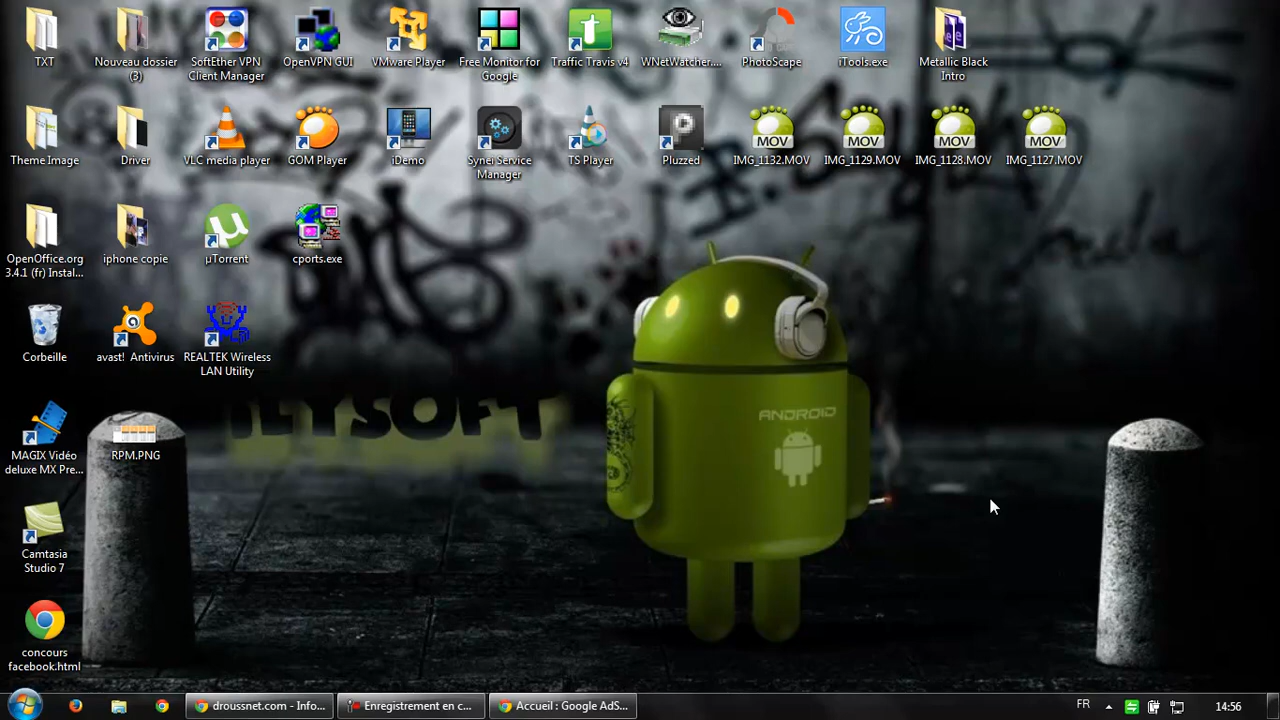 TXT
Nouveau dossier
(3)
SoftEther VPN
Client Manager
OpenVPN GUI
VMware Player
Free Monitor for
Google
Traffic Travis v4
WNetWatcher....
PhotoScape
iTools.exe
Metallic Black
Intro
Theme Image
Driver
VLC media player
GOM Player
iDemo
Synei Service
Manager
TS Player
Pluzzed
MOV
IMG_1132.MOV
MOV
IMG_1129.MOV
MOV
IMG_1128.MOV
MOV
IMG_1127.MOV
OpenOffice.org
3.4.1 (fr) Instal...
iphone copie
µTorrent
cports.exe
Corbeille
avast! Antivirus
REALTEK Wireless
LAN Utility
ILYSOFT
ANDROID
MAGIX Vidéo
deluxe MX Pre...
RPM.PNG
Camtasia
Studio 7
concours
facebook.html
droussnet.com - Info...
Enregistrement en c...
Accueil : Google AdS...
FR
14:56